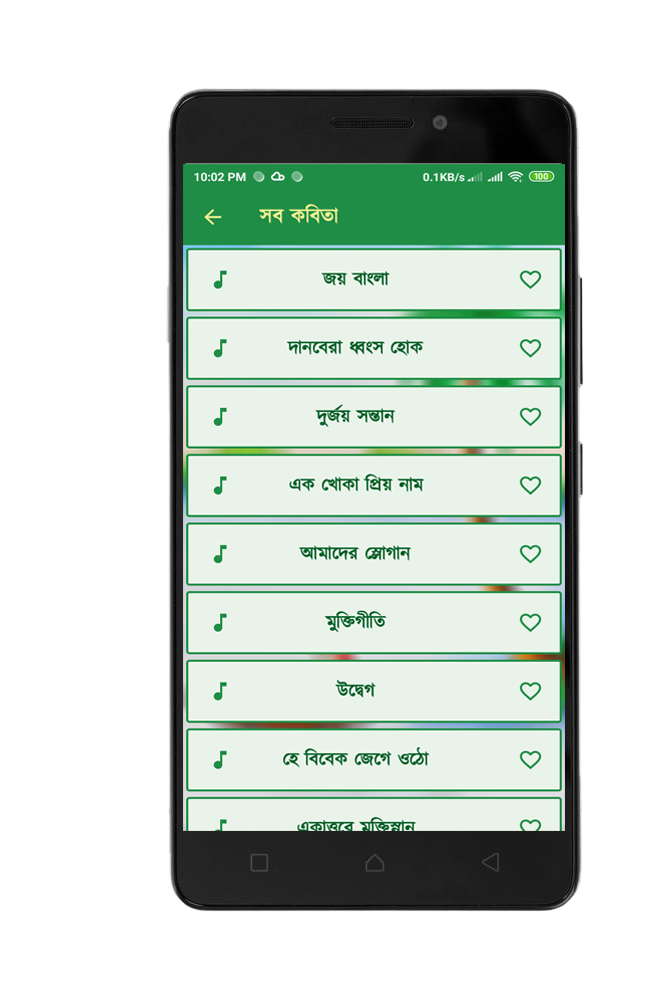 10:02 PM 0.1KB/s 100
সব কবিতা
জয় বাংলা
দানবেরা ধ্বংস হোক
দুর্জয় সন্তান
এক খোকা প্রিয় নাম
আমাদের স্লোগান
মুক্তিগীতি
উদ্বেগ
হে বিবেক জেগে ওঠো
একাত্তরে মুক্তিস্নান